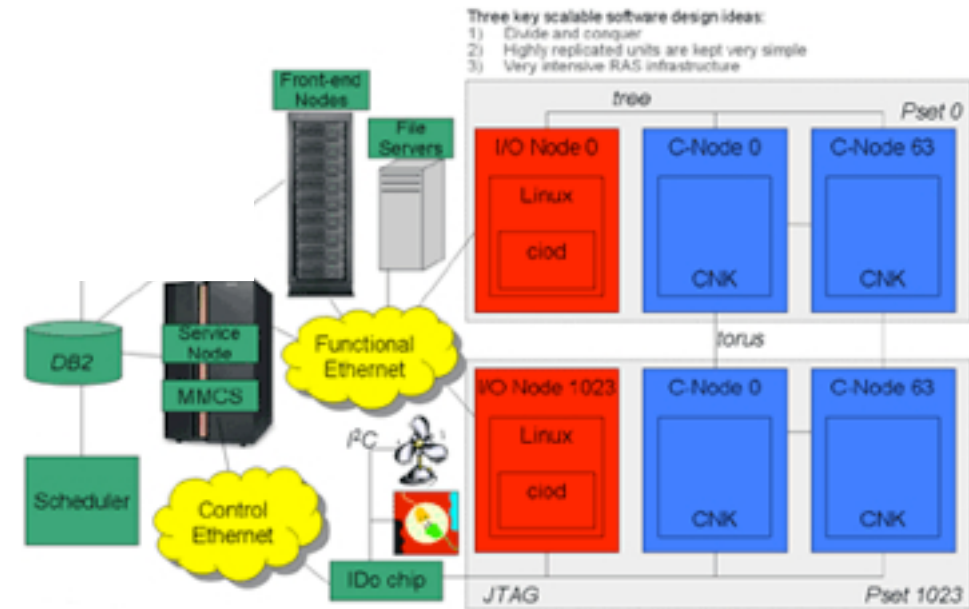 Three key scalable software design ideas:
1) Divide and conquer
2) Highly replicated units are kept very simple
3) Very intensive RAS infrastructure
Front-end
Nodes
File
Servers
tree
Pset 0
I/O Node 0
C-Node 0
C-Node 63
Linux
ciod
CNK
CNK
Service
Node
DB2
MMCS
Functional
Ethernet
torus
I/O Node 1023
C-Node 0
C-Node 63
Linux
I²C
ciod
Scheduler
Control
Ethernet
CNK
CNK
IDo chip
JTAG
Pset 1023